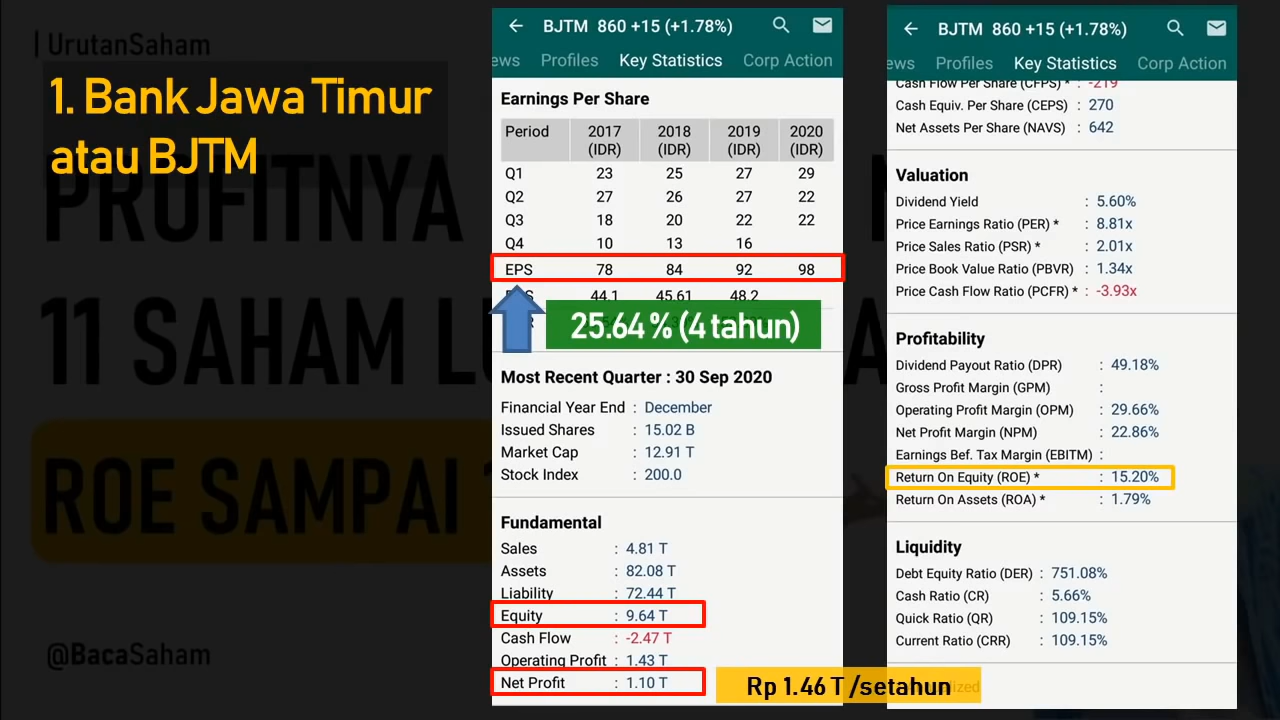 | UrutanSaham
1. Bank Jawa Timur
atau BJTM
PROFITNYA
11 SAHAM
ROE SAMPAI
@BacaSaham
BJTM 860 +15 (+1.78%)
ews Profiles Key Statistics Corp Action
Earnings Per Share
Period 2017 (IDR) 2018 (IDR) 2019 (IDR) 2020 (IDR)
Q1 23 25 27 29
Q2 27 26 27 22
Q3 18 20 22 22
Q4 10 13 16
EPS 78 84 92 98
44.1 45.61 48.2
25.64 % (4 tahun)
Most Recent Quarter : 30 Sep 2020
Financial Year End : December
Issued Shares : 15.02 B
Market Cap : 12.91 T
Stock Index : 200.0
Fundamental
Sales : 4.81 T
Assets : 82.08 T
Liability : 72.44 T
Equity : 9.64 T
Cash Flow : -2.47 T
Operating Profit : 1.43 T
Net Profit : 1.10 T
Rp 1.46 T /setahun
BJTM 860 +15 (+1.78%)
ews Profiles Key Statistics Corp Action
Cash Flow Per Share (CFPS) * : -219
Cash Equiv. Per Share (CEPS) : 270
Net Assets Per Share (NAVS) : 642
Valuation
Dividend Yield : 5.60%
Price Earnings Ratio (PER) * : 8.81x
Price Sales Ratio (PSR) * : 2.01x
Price Book Value Ratio (PBVR) : 1.34x
Price Cash Flow Ratio (PCFR) * : -3.93x
Profitability
Dividend Payout Ratio (DPR) : 49.18%
Gross Profit Margin (GPM) :
Operating Profit Margin (OPM) : 29.66%
Net Profit Margin (NPM) : 22.86%
Earnings Bef. Tax Margin (EBITM) :
Return On Equity (ROE) * : 15.20%
Return On Assets (ROA) * : 1.79%
Liquidity
Debt Equity Ratio (DER) : 751.08%
Cash Ratio (CR) : 5.66%
Quick Ratio (QR) : 109.15%
Current Ratio (CRR) : 109.15%